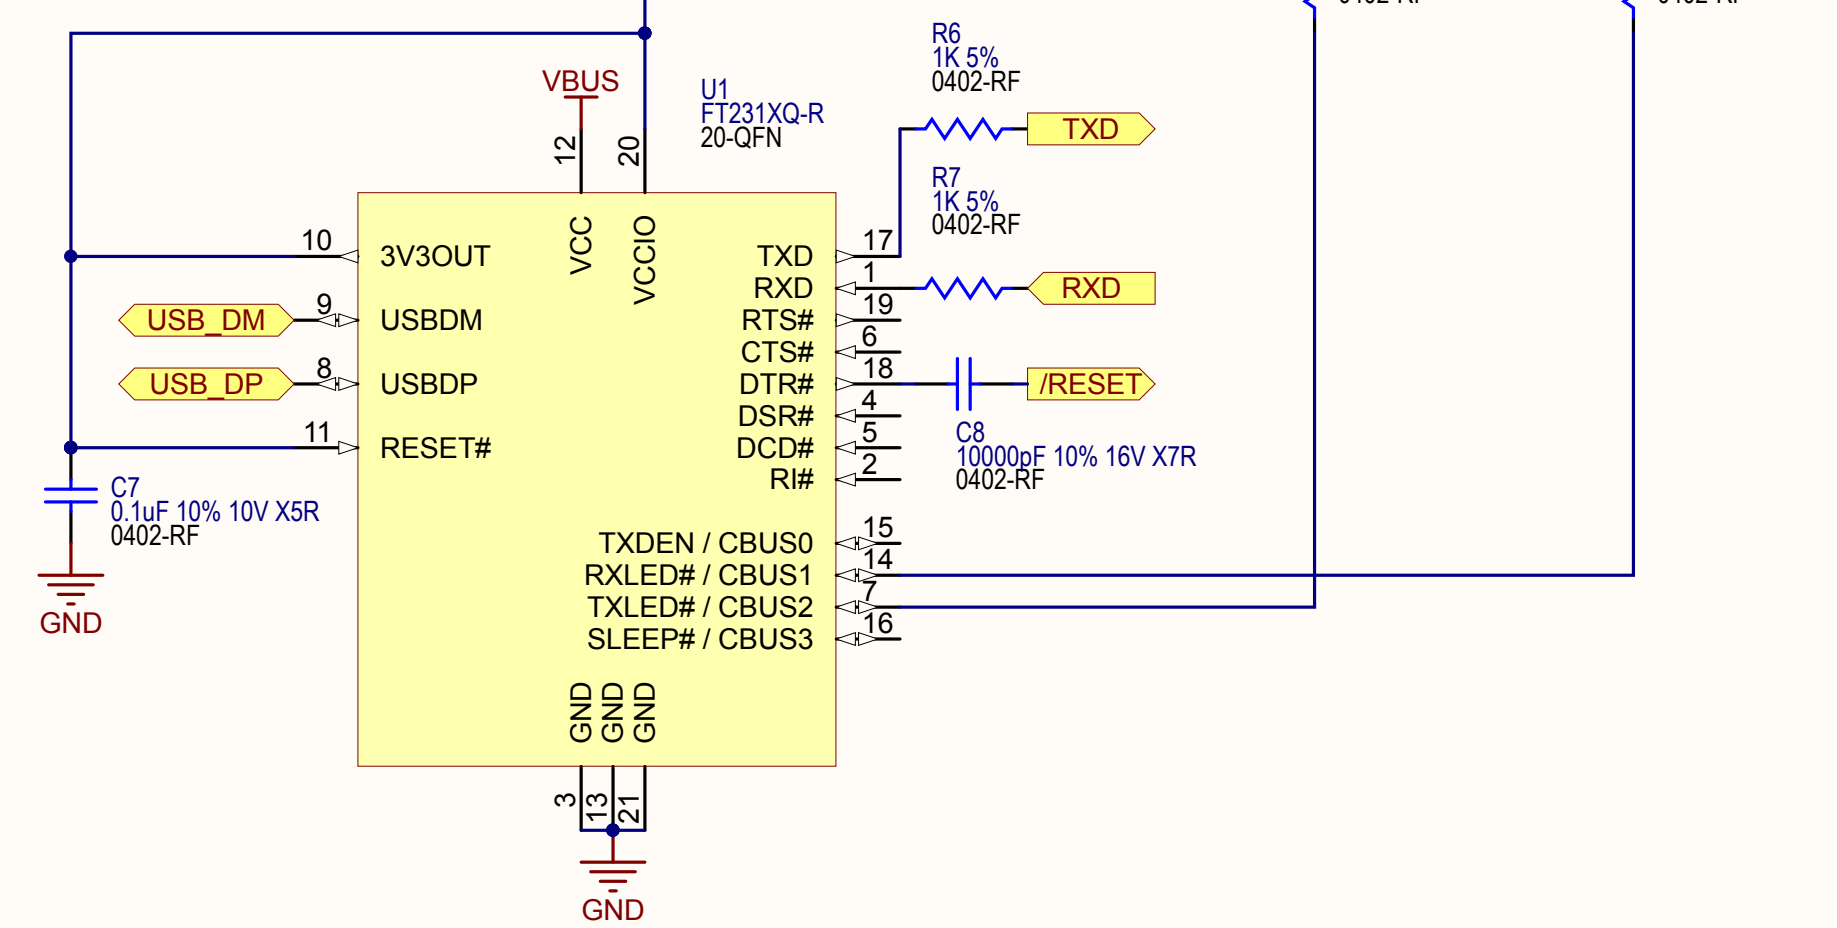 0402-RF
0402-RF
R6
1K 5%
0402-RF
VBUS
U1
FT231XQ-R
20-QFN
12
20
TXD
R7
1K 5%
0402-RF
VCC
VCCIO
10
3V3OUT
TXD
17
RXD
1
RXD
9
USB_DM
USBDM
RTS#
19
CTS#
6
8
USB_DP
USBDP
DTR#
18
/RESET
DSR#
4
C8
10000pF 10% 16V X7R
0402-RF
11
RESET#
DCD#
5
RI#
2
C7
0.1uF 10% 10V X5R
0402-RF
GND
TXDEN / CBUS0
15
RXLED# / CBUS1
14
TXLED# / CBUS2
7
SLEEP# / CBUS3
16
GND
GND
GND
3
13
21
GND